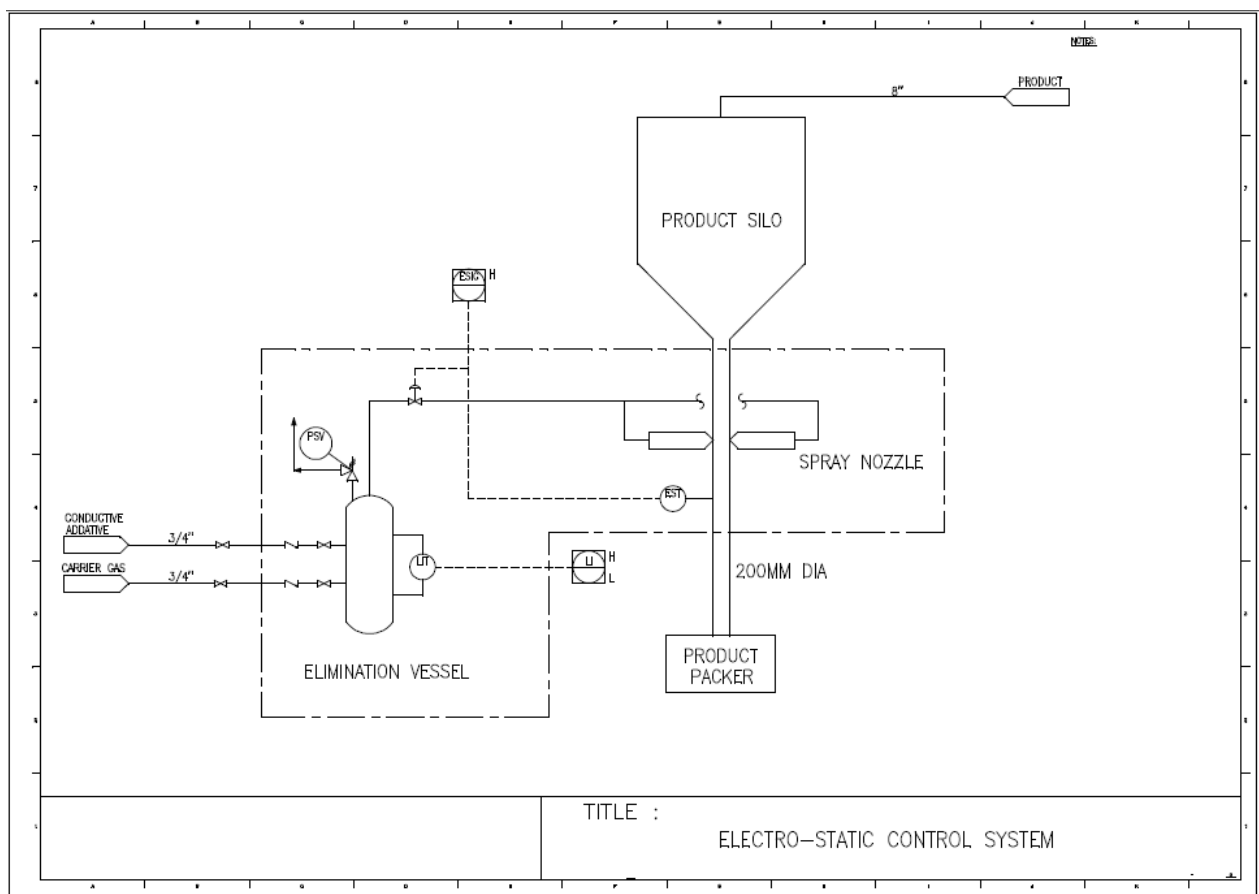 NOTES:
PRODUCT
8"
PRODUCT SILO
ESIC
H
PSV
SPRAY NOZZLE
EST
CONDUCTIVE
ADDATIVE
3/4"
CARRIER GAS
3/4"
LIT
LI
H
L
200MM DIA
ELIMINATION VESSEL
PRODUCT
PACKER
TITLE :
ELECTRO-STATIC CONTROL SYSTEM